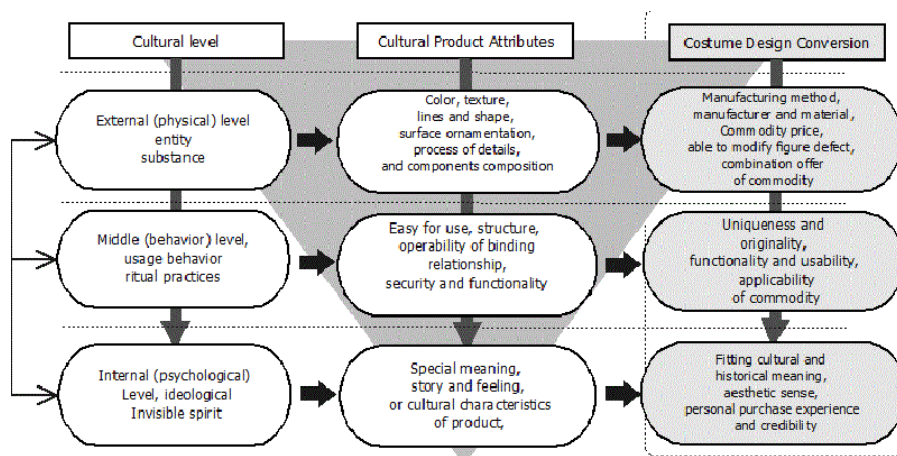 Cultural level
Cultural Product Attributes
Costume Design Conversion
External (physical) level
entity
substance
Color, texture,
lines and shape,
surface ornamentation,
process of details,
and components composition
Manufacturing method,
manufacturer and material,
Commodity price,
able to modify figure defect,
combination offer
of commodity
Middle (behavior) level,
usage behavior
ritual practices
Easy for use, structure,
operability of binding
relationship,
security and functionality
Uniqueness and
originality,
functionality and usability,
applicability
of commodity
Internal (psychological)
Level, ideological
Invisible spirit
Special meaning,
story and feeling,
or cultural characteristics
of product,
Fitting cultural and
historical meaning,
aesthetic sense,
personal purchase experience
and credibility